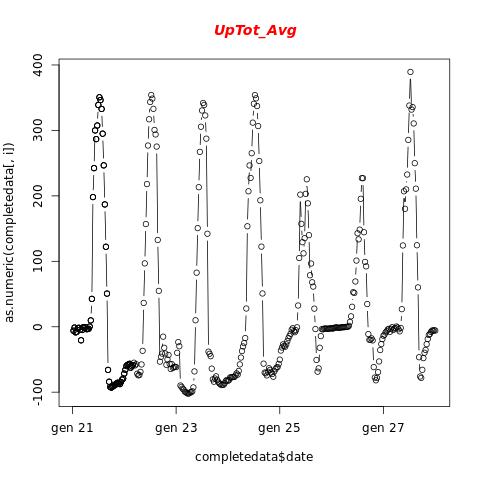 UpTot_Avg
as.numeric(completedata[, i])
400
300
200
100
0
-100
gen 21
gen 23
gen 25
gen 27
completedata$date